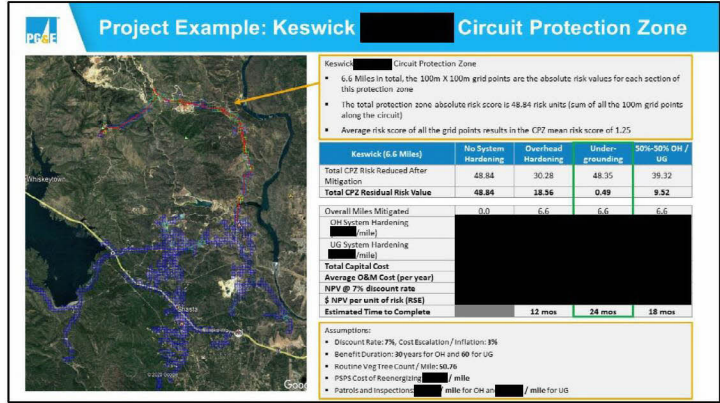 PG&E
Project Example: Keswick Circuit Protection Zone
Keswick Circuit Protection Zone
▪ 6.6 Miles in total, the 100m X 100m grid points are the absolute risk values for each section of
this protection zone
▪ The total protection zone absolute risk score is 48.84 risk units (sum of all the 100m grid points
along the circuit)
▪ Average risk score of all the grid points results in the CPZ mean risk score of 1.25
Keswick (6.6 Miles) No System Hardening Overhead Hardening Under-grounding 50%-50% OH / UG
Total CPZ Risk Reduced After Mitigation 48.84 30.28 48.35 39.32
Total CPZ Residual Risk Value 48.84 18.56 0.49 9.52
Overall Miles Mitigated 0.0 6.6 6.6 6.6
OH System Hardening
/mile)
UG System Hardening
/mile)
Total Capital Cost
Average O&M Cost (per year)
NPV @ 7% discount rate
$ NPV per unit of risk (RSE)
Estimated Time to Complete 12 mos 24 mos 18 mos
Assumptions:
▪ Discount Rate: 7%, Cost Escalation / Inflation: 3%
▪ Benefit Duration: 30 years for OH and 60 for UG
▪ Routine Veg Tree Count / Mile: 50.76
▪ PSPS Cost of Reenergizing / mile
▪ Patrols and Inspections: / mile for OH and / mile for UG
Whiskeytown
Shasta
Goo